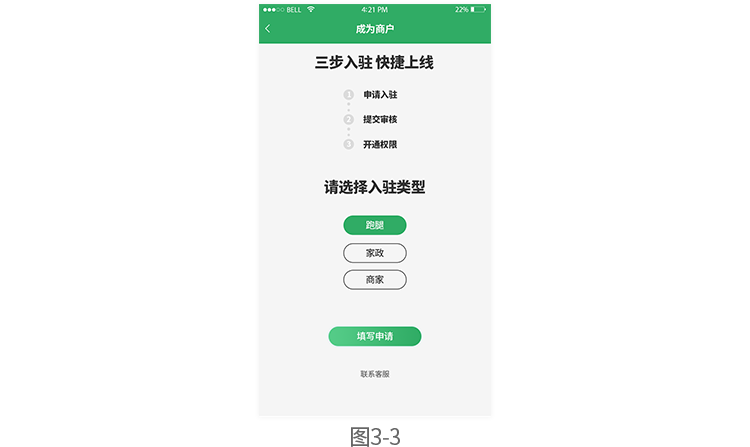 BELL 4:21 PM 22%
成为商户
三步入驻 快捷上线
1 申请入驻
2 提交审核
3 开通权限
请选择入驻类型
跑腿
家政
商家
填写申请
联系客服
图3-3